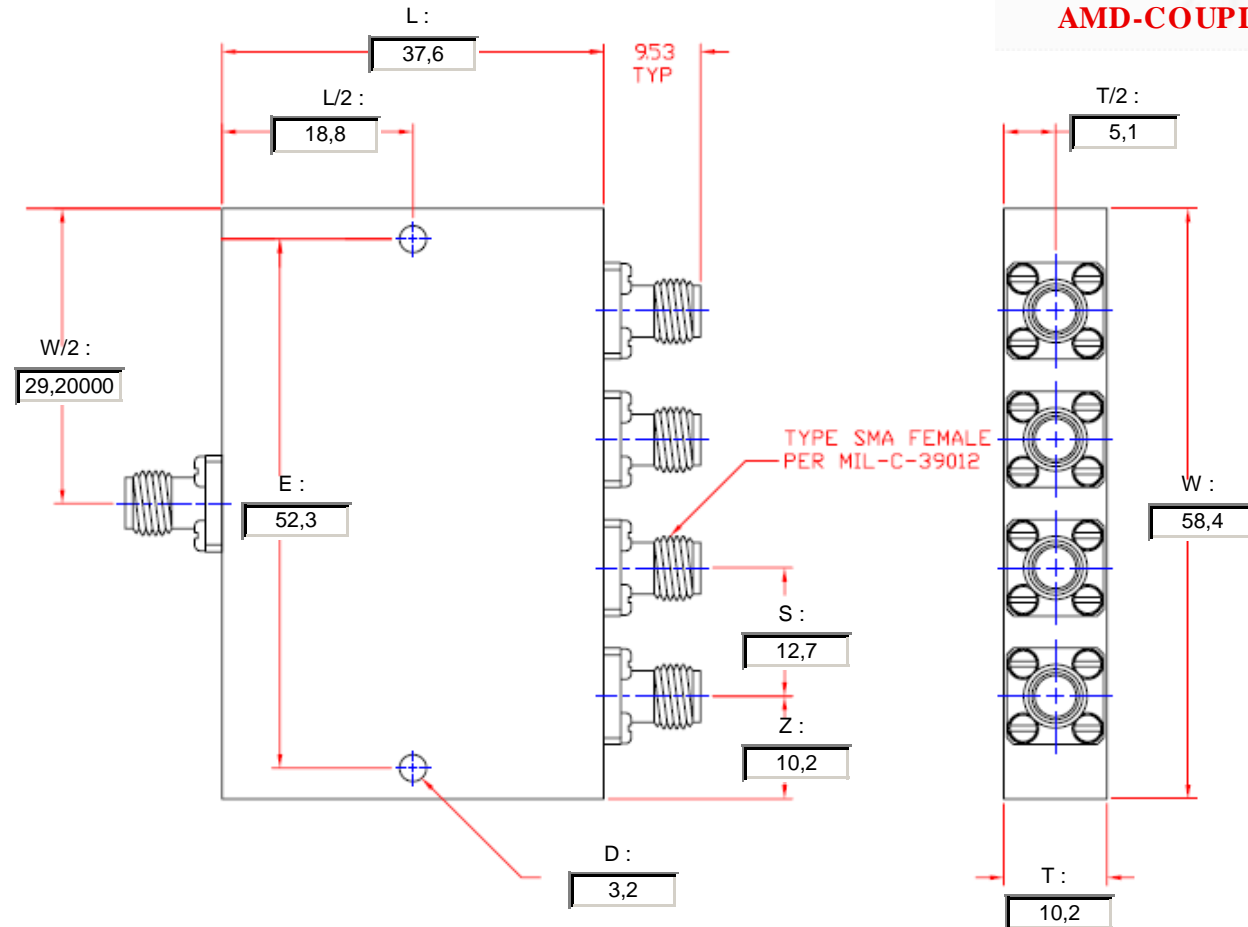 AMD-COUPL
L :
37,6
9.53
TYP
L/2 :
18,8
T/2 :
5,1
W/2 :
29,20000
TYPE SMA FEMALE
PER MIL-C-39012
E :
52,3
W :
58,4
S :
12,7
Z :
10,2
D :
3,2
T :
10,2